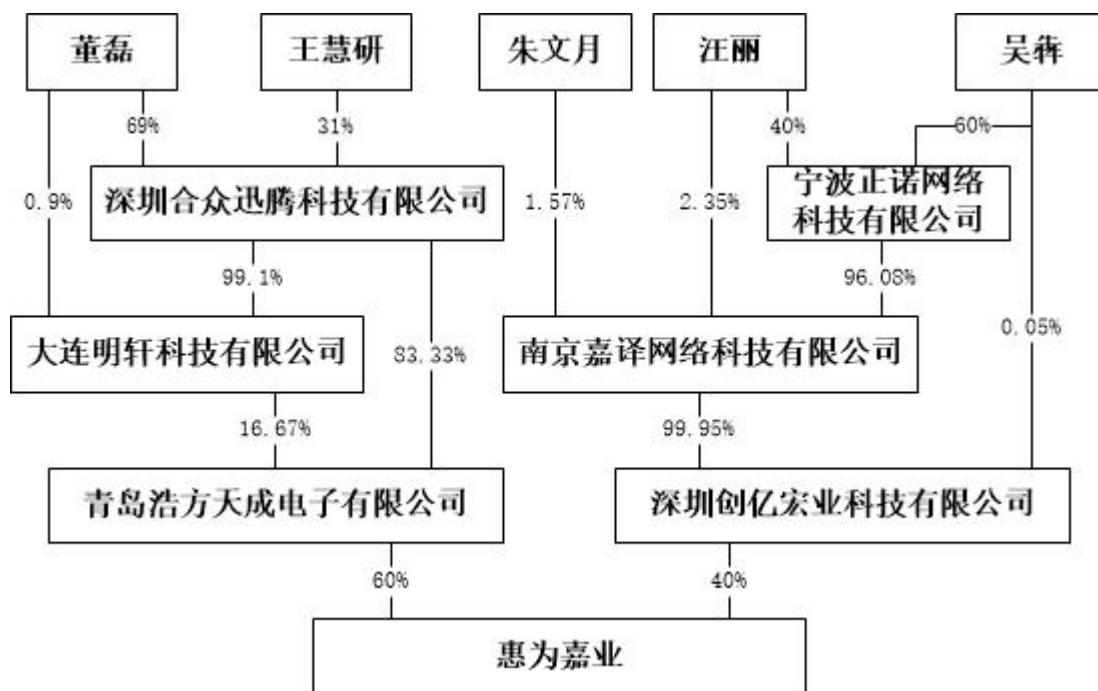 董磊
王慧研
朱文月
汪丽
吴犇
69%
31%
40%
60%
0.9%
深圳合众迅腾科技有限公司
1.57%
2.35%
宁波正诺网络
科技有限公司
99.1%
96.08%
大连明轩科技有限公司
83.33%
南京嘉译网络科技有限公司
0.05%
16.67%
99.95%
青岛浩方天成电子有限公司
深圳创亿宏业科技有限公司
60%
40%
惠为嘉业